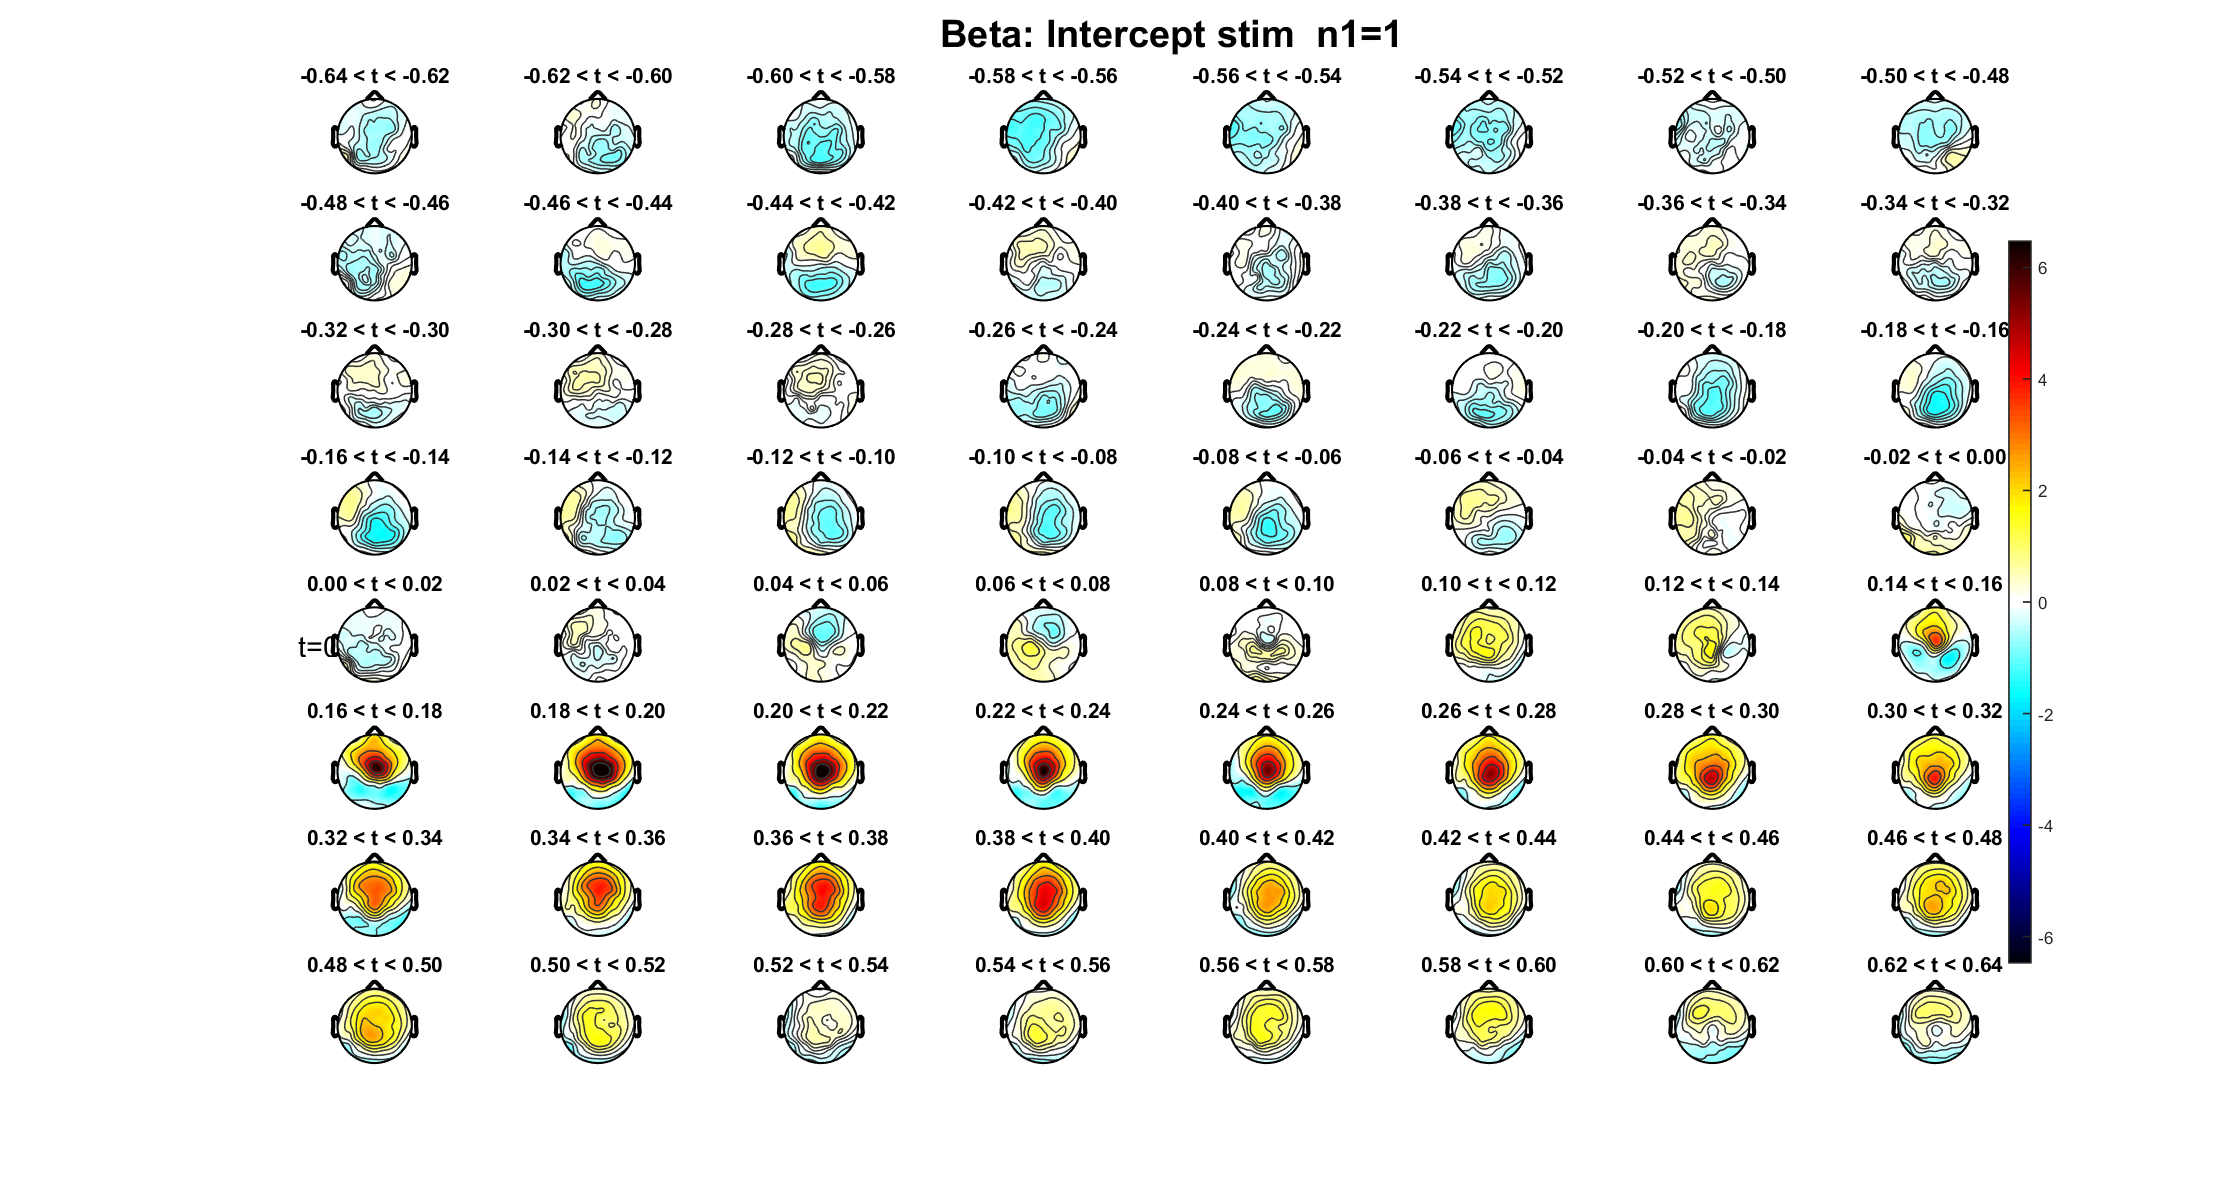 Beta: Intercept stim  n1=1
-0.64 < t < -0.62 -0.62 < t < -0.60 -0.60 < t < -0.58 -0.58 < t < -0.56 -0.56 < t < -0.54 -0.54 < t < -0.52 -0.52 < t < -0.50 -0.50 < t < -0.48
-0.48 < t < -0.46 -0.46 < t < -0.44 -0.44 < t < -0.42 -0.42 < t < -0.40 -0.40 < t < -0.38 -0.38 < t < -0.36 -0.36 < t < -0.34 -0.34 < t < -0.32
6
-0.32 < t < -0.30 -0.30 < t < -0.28 -0.28 < t < -0.26 -0.26 < t < -0.24 -0.24 < t < -0.22 -0.22 < t < -0.20 -0.20 < t < -0.18 -0.18 < t < -0.16
4
-0.16 < t < -0.14 -0.14 < t < -0.12 -0.12 < t < -0.10 -0.10 < t < -0.08 -0.08 < t < -0.06 -0.06 < t < -0.04 -0.04 < t < -0.02 -0.02 < t < 0.00
2
0.00 < t < 0.02 0.02 < t < 0.04 0.04 < t < 0.06 0.06 < t < 0.08 0.08 < t < 0.10 0.10 < t < 0.12 0.12 < t < 0.14 0.14 < t < 0.16
0
t=0
0.16 < t < 0.18 0.18 < t < 0.20 0.20 < t < 0.22 0.22 < t < 0.24 0.24 < t < 0.26 0.26 < t < 0.28 0.28 < t < 0.30 0.30 < t < 0.32
-2
0.32 < t < 0.34 0.34 < t < 0.36 0.36 < t < 0.38 0.38 < t < 0.40 0.40 < t < 0.42 0.42 < t < 0.44 0.44 < t < 0.46 0.46 < t < 0.48
-4
-6
0.48 < t < 0.50 0.50 < t < 0.52 0.52 < t < 0.54 0.54 < t < 0.56 0.56 < t < 0.58 0.58 < t < 0.60 0.60 < t < 0.62 0.62 < t < 0.64